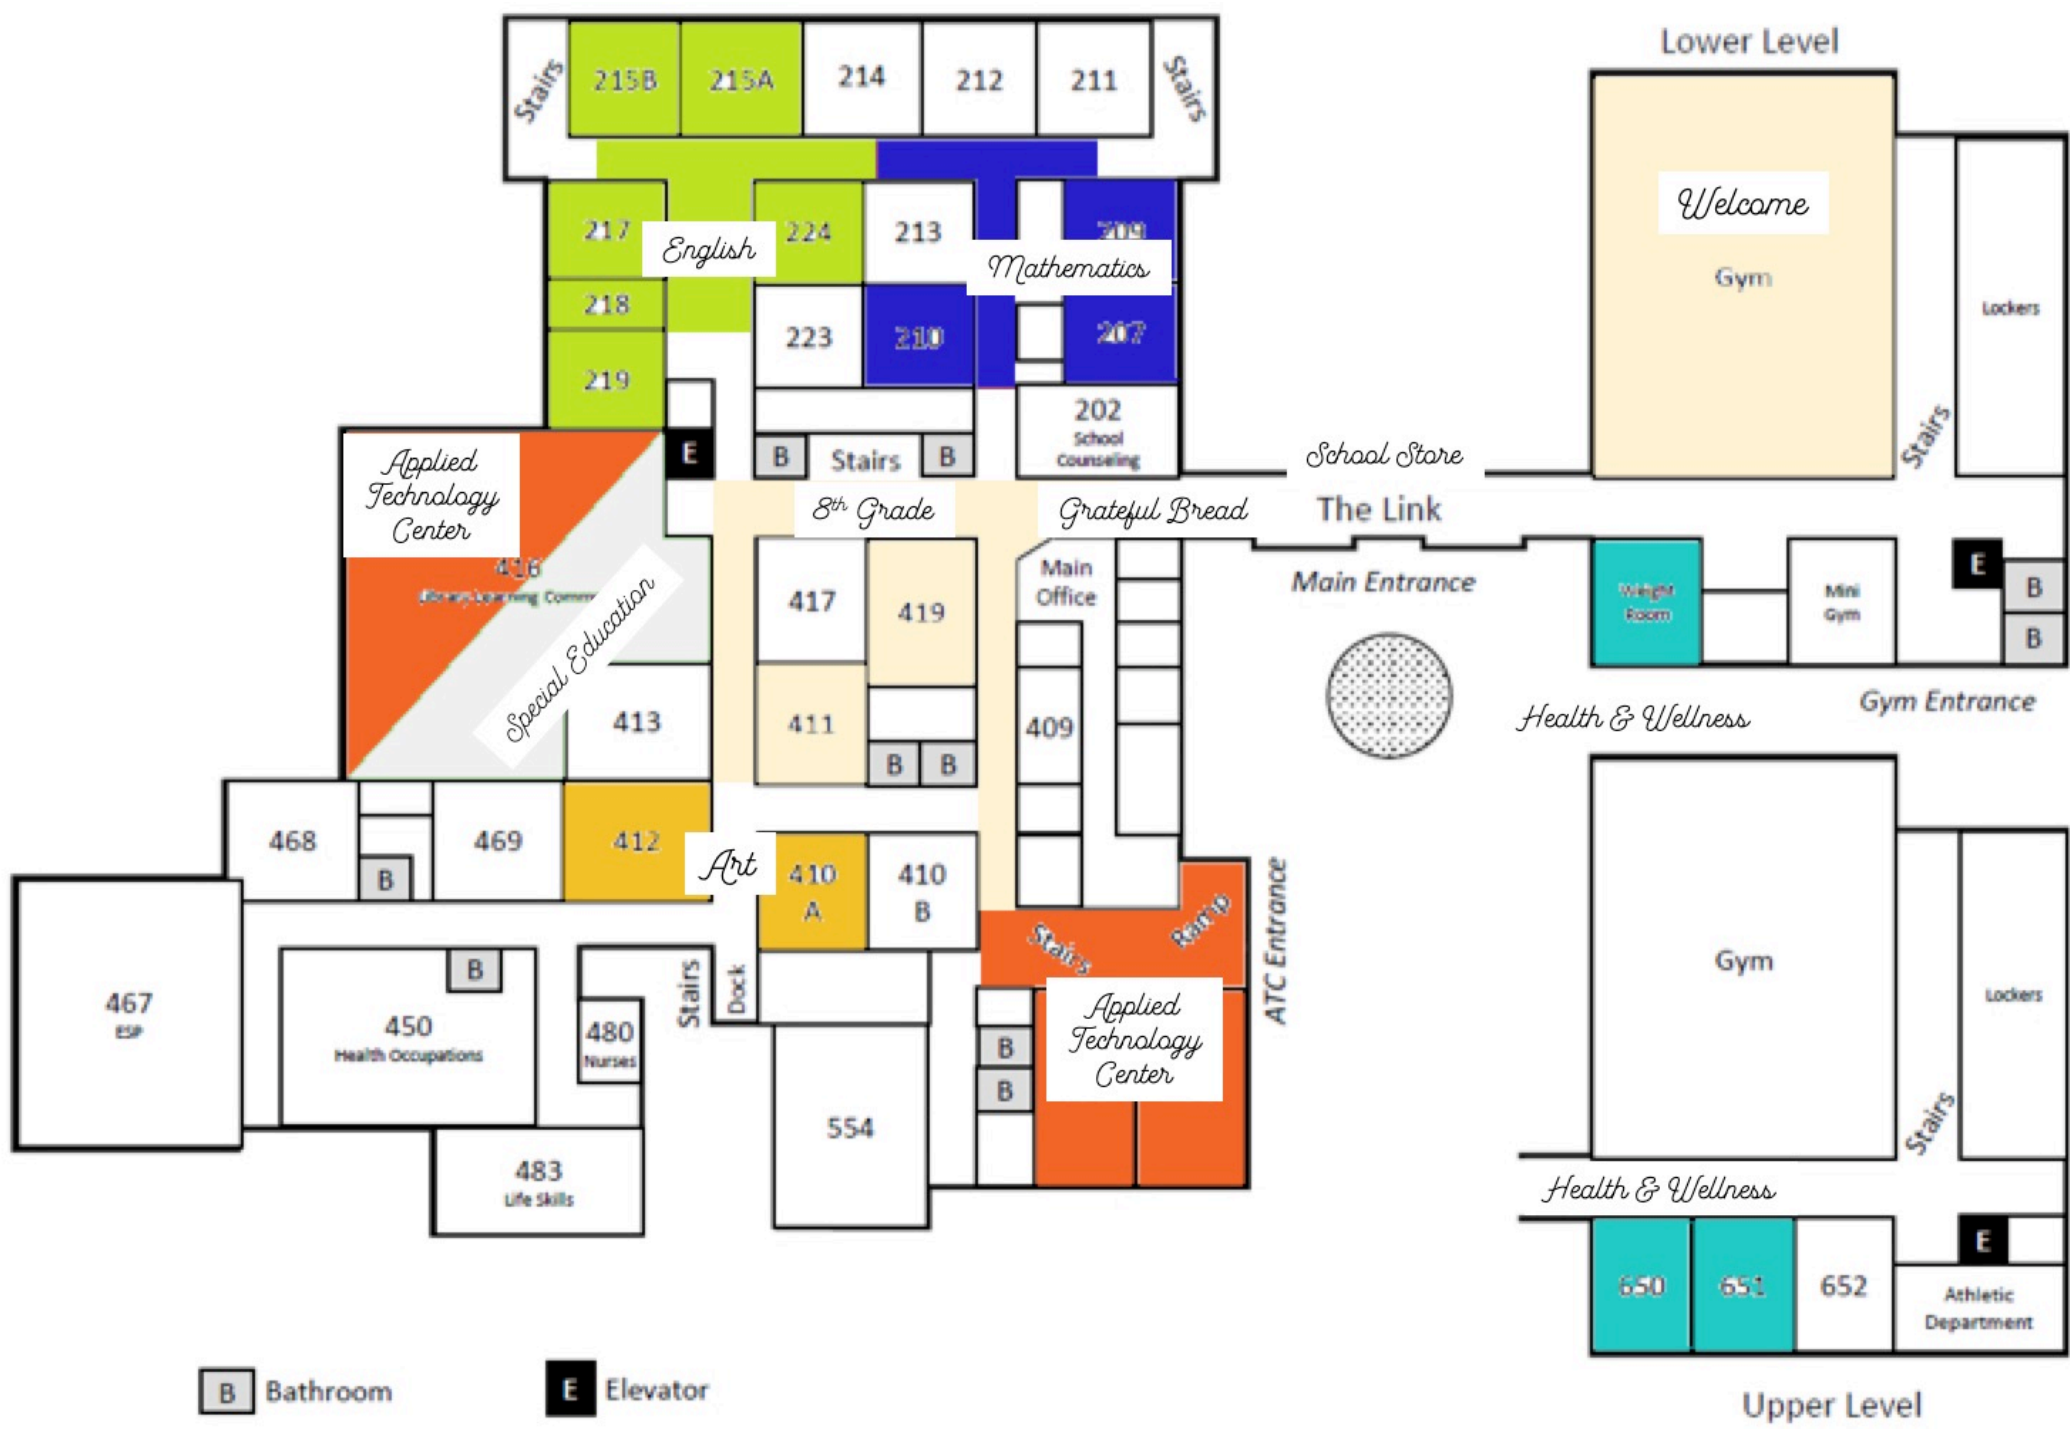 Lower Level
Stairs
215B
215A
214
212
211
Stairs
Welcome
Gym
Lockers
Stairs
217
English
224
213
209
Mathematics
218
223
210
207
219
202
School
Counseling
E
B
Stairs
B
School Store
The Link
Applied
Technology
Center
8th Grade
Grateful Bread
416
Special Education
417
419
Main
Office
Main Entrance
Weight
Room
Mini
Gym
E
B
B
413
411
409
B
B
Health & Wellness
Gym Entrance
468
469
412
Art
410
A
410
B
B
Stairs
Ramp
ATC Entrance
Gym
Lockers
Stairs
467
ESP
B
450
Health Occupations
480
Nurses
Stairs
Dock
Applied
Technology
Center
B
B
554
483
Life Skills
Health & Wellness
650
651
652
E
Athletic
Department
B Bathroom
E Elevator
Upper Level